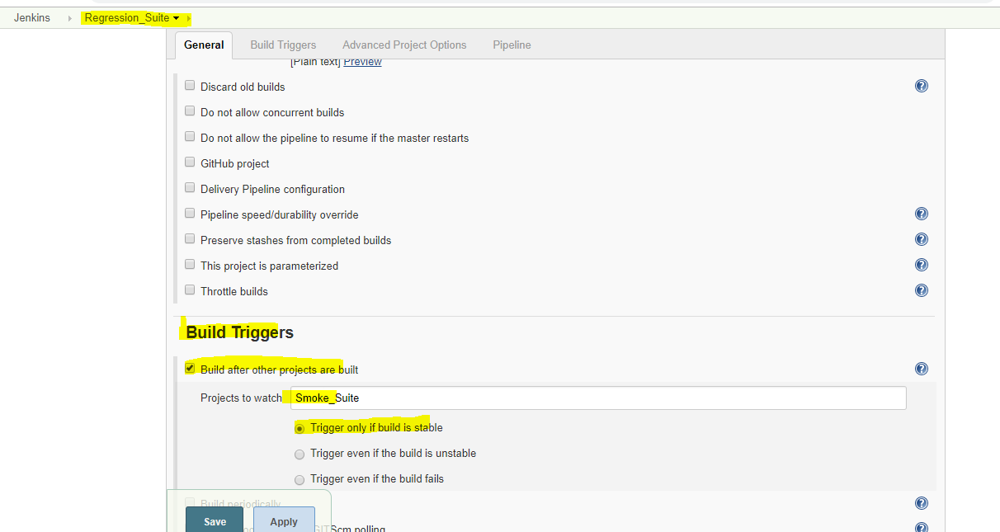 Jenkins Regression_Suite
General Build Triggers Advanced Project Options Pipeline
[Plain text] Preview
Discard old builds
Do not allow concurrent builds
Do not allow the pipeline to resume if the master restarts
GitHub project
Delivery Pipeline configuration
Pipeline speed/durability override
Preserve stashes from completed builds
This project is parameterized
Throttle builds
Build Triggers
Build after other projects are built
Projects to watch Smoke_Suite
Trigger only if build is stable
Trigger even if the build is unstable
Trigger even if the build fails
Build periodically
Save Apply GITScm polling